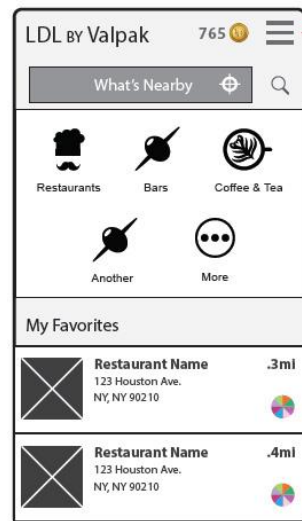 LDL BY Valpak 765
What's Nearby
Restaurants Bars Coffee & Tea
Another More
My Favorites
Restaurant Name .3mi
123 Houston Ave.
NY, NY 90210
Restaurant Name .4mi
123 Houston Ave.
NY, NY 90210